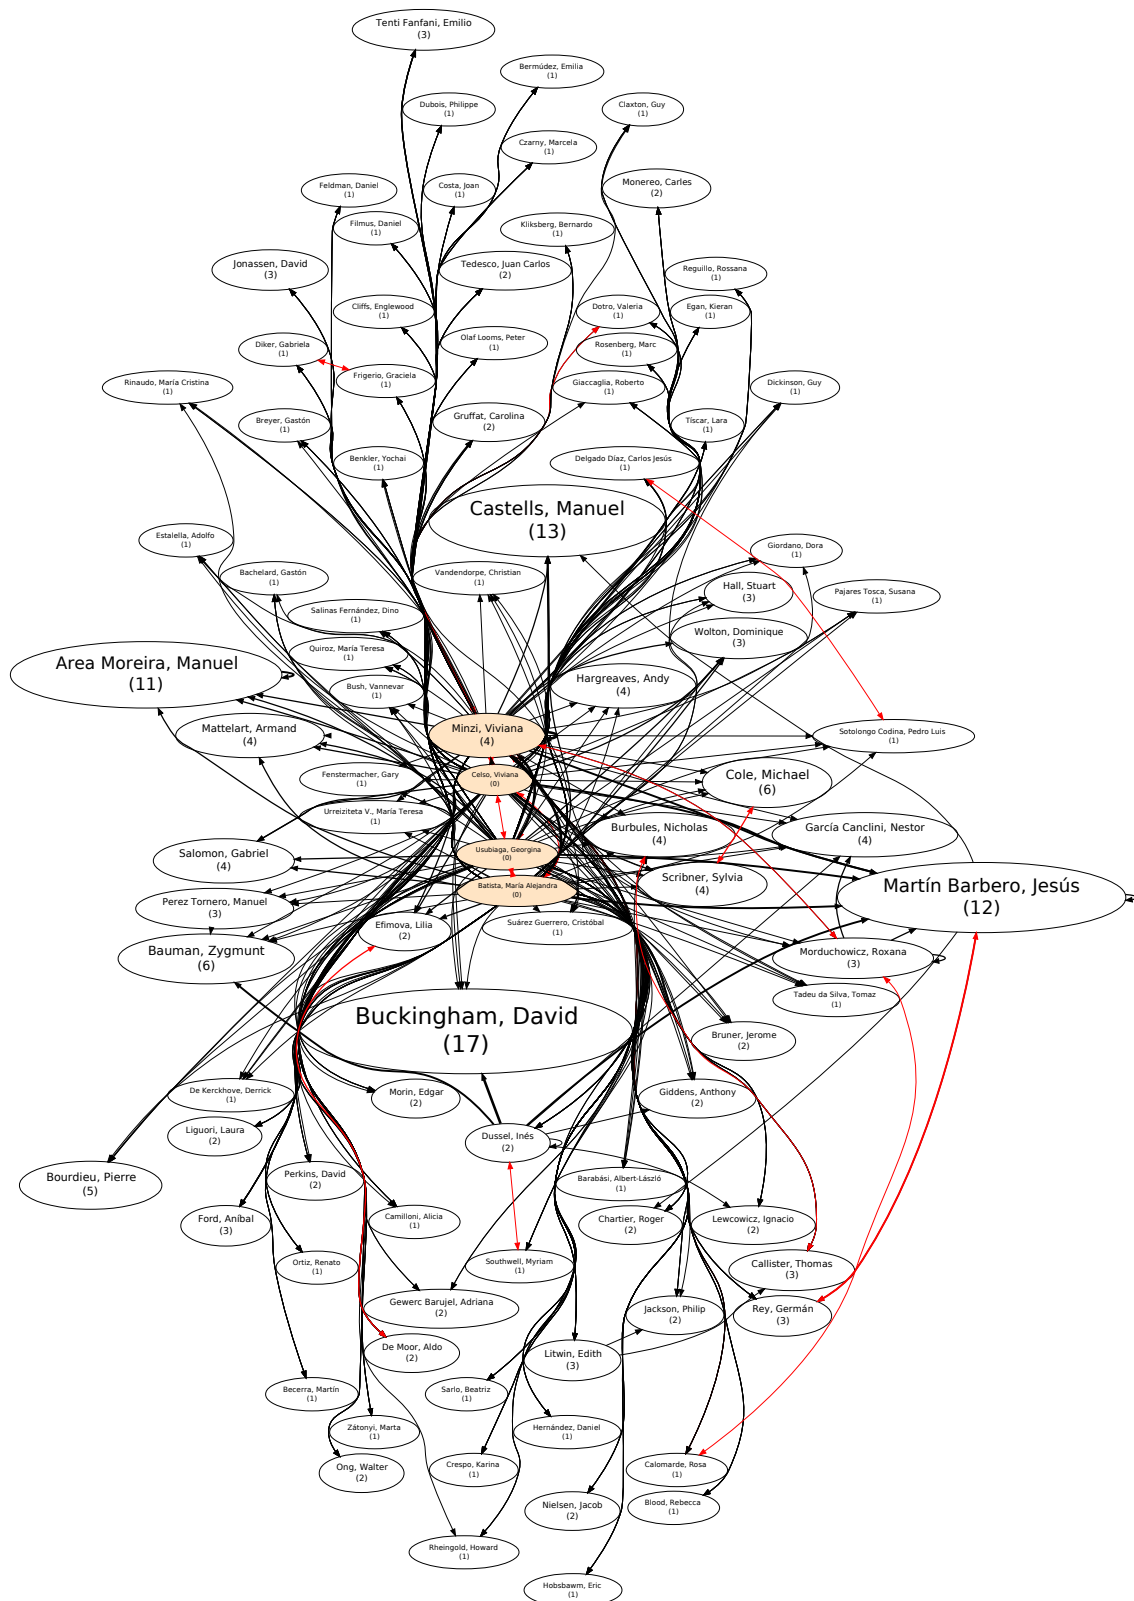 Tenti Fanfani, Emilio
(3)
Bermúdez, Emilia
(1)
Dubois, Philippe
(1)
Claxton, Guy
(1)
Czarny, Marcela
(1)
Feldman, Daniel
(1)
Costa, Joan
(1)
Monereo, Carles
(2)
Filmus, Daniel
(1)
Kliksberg, Bernardo
(1)
Jonassen, David
(3)
Tedesco, Juan Carlos
(2)
Reguillo, Rossana
(1)
Cliffs, Englewood
(1)
Dotro, Valeria
(1)
Egan, Kieran
(1)
Diker, Gabriela
(1)
Olaf Looms, Peter
(1)
Rosenberg, Marc
(1)
Rinaudo, María Cristina
(1)
Frigerio, Graciela
(1)
Giaccaglia, Roberto
(1)
Dickinson, Guy
(1)
Breyer, Gastón
(1)
Gruffat, Carolina
(2)
Tíscar, Lara
(1)
Benkler, Yochai
(1)
Delgado Díaz, Carlos Jesús
(1)
Castells, Manuel
(13)
Estalella, Adolfo
(1)
Giordano, Dora
(1)
Bachelard, Gastón
(1)
Vandendorpe, Christian
(1)
Hall, Stuart
(3)
Pajares Tosca, Susana
(1)
Salinas Fernández, Dino
(1)
Wolton, Dominique
(3)
Quiroz, María Teresa
(1)
Area Moreira, Manuel
(11)
Hargreaves, Andy
(4)
Bush, Vannevar
(1)
Mattelart, Armand
(4)
Minzi, Viviana
(4)
Sotolongo Codina, Pedro Luis
(1)
Fenstermacher, Gary
(1)
Celso, Viviana
(0)
Cole, Michael
(6)
Urreiziteta V., María Teresa
(1)
Burbules, Nicholas
(4)
García Canclini, Nestor
(4)
Salomon, Gabriel
(4)
Usubiaga, Georgina
(0)
Scribner, Sylvia
(4)
Batista, María Alejandra
(0)
Martín Barbero, Jesús
(12)
Perez Tornero, Manuel
(3)
Efimova, Lilia
(2)
Suárez Guerrero, Cristóbal
(1)
Bauman, Zygmunt
(6)
Morduchowicz, Roxana
(3)
Tadeu da Silva, Tomaz
(1)
Buckingham, David
(17)
Bruner, Jerome
(2)
De Kerckhove, Derrick
(1)
Morin, Edgar
(2)
Giddens, Anthony
(2)
Liguori, Laura
(2)
Dussel, Inés
(2)
Bourdieu, Pierre
(5)
Perkins, David
(2)
Barabási, Albert-László
(1)
Ford, Aníbal
(3)
Camilloni, Alicia
(1)
Chartier, Roger
(2)
Lewcowicz, Ignacio
(2)
Ortiz, Renato
(1)
Southwell, Myriam
(1)
Callister, Thomas
(3)
Gewerc Barujel, Adriana
(2)
Jackson, Philip
(2)
Rey, Germán
(3)
De Moor, Aldo
(2)
Litwin, Edith
(3)
Becerra, Martín
(1)
Sarlo, Beatriz
(1)
Zátonyi, Marta
(1)
Hernández, Daniel
(1)
Ong, Walter
(2)
Crespo, Karina
(1)
Calomarde, Rosa
(1)
Nielsen, Jacob
(2)
Blood, Rebecca
(1)
Rheingold, Howard
(1)
Hobsbawm, Eric
(1)